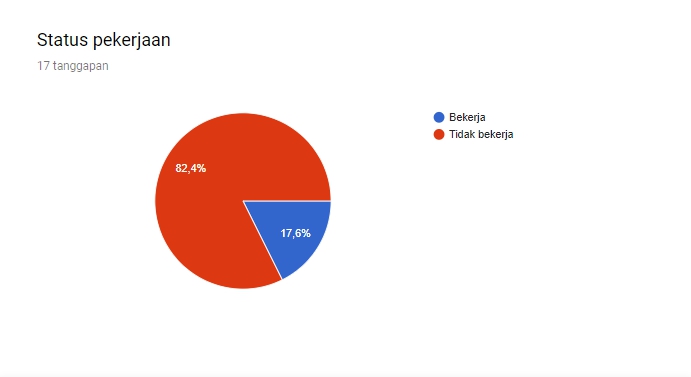 Status pekerjaan
17 tanggapan
Bekerja
Tidak bekerja
82,4%
17,6%